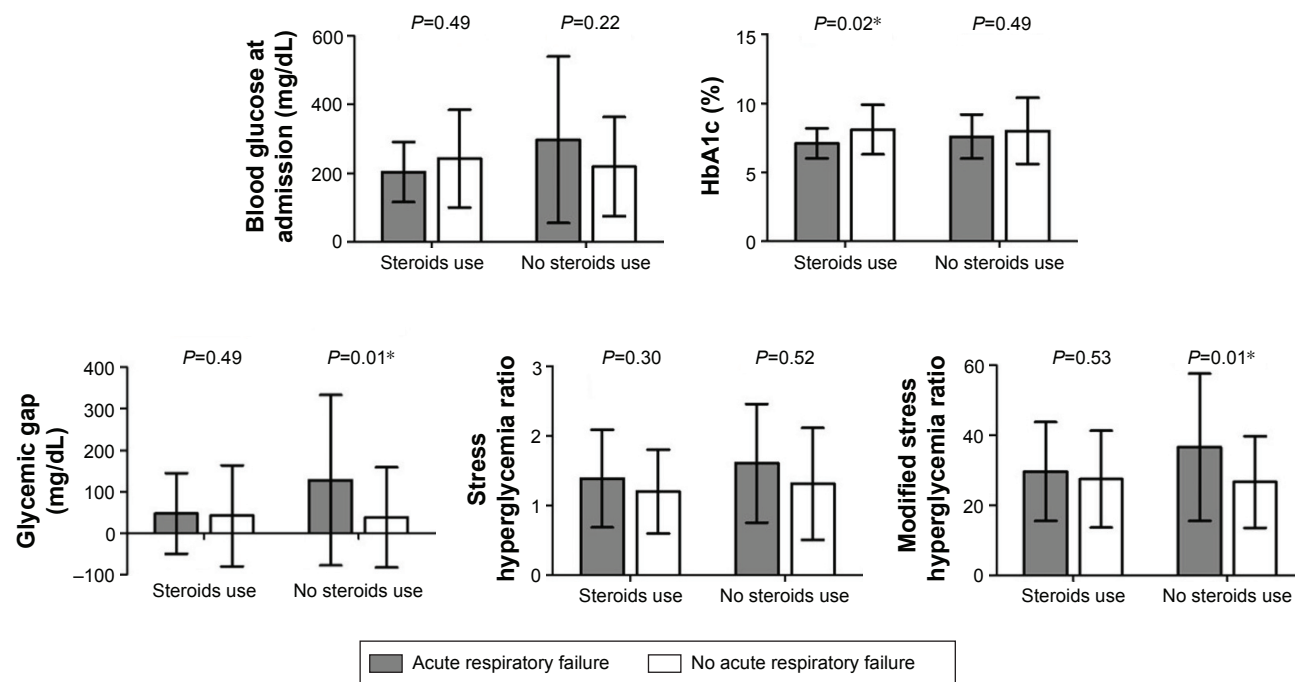 P=0.49
P=0.22
Blood glucose at
admission (mg/dL)
600
400
200
0
Steroids use
No steroids use
P=0.02*
P=0.49
HbA1c (%)
15
10
5
0
Steroids use
No steroids use
P=0.49
P=0.01*
Glycemic gap
(mg/dL)
400
300
200
100
0
–100
Steroids use
No steroids use
P=0.30
P=0.52
Stress
hyperglycemia ratio
3
2
1
0
Steroids use
No steroids use
P=0.53
P=0.01*
Modified stress
hyperglycemia ratio
60
40
20
0
Steroids use
No steroids use
Acute respiratory failure
No acute respiratory failure